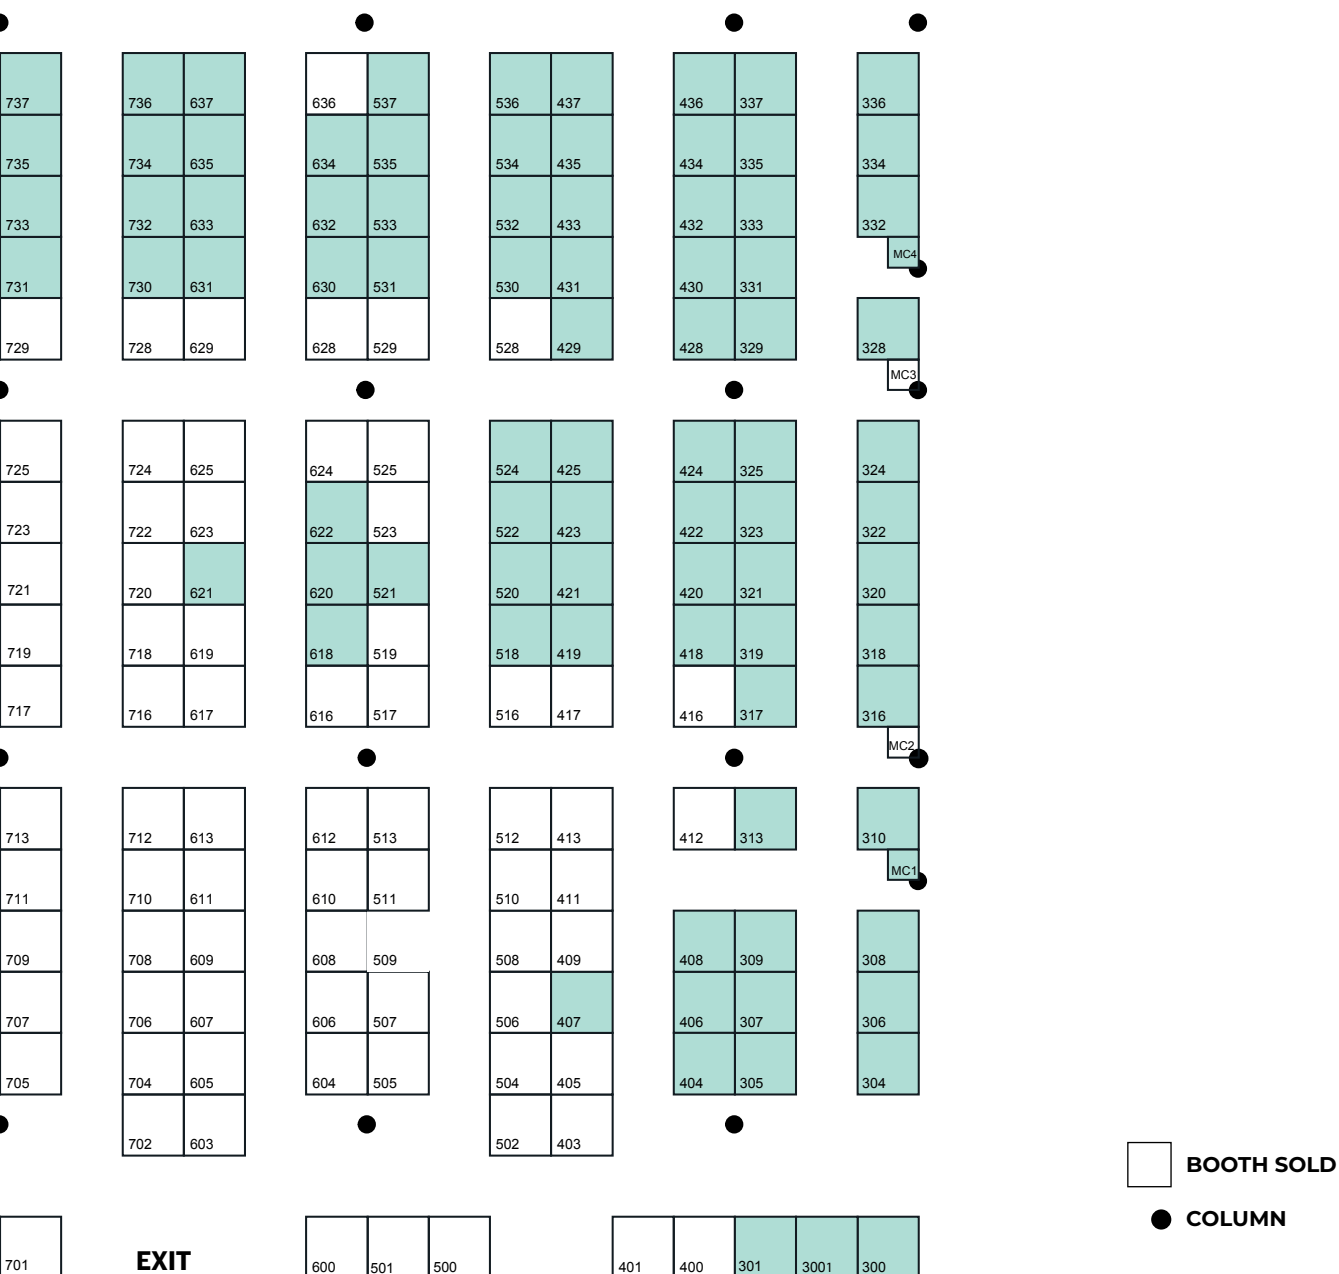 737 736 637 636 537 536 437 436 337 336
735 734 635 634 535 534 435 434 335 334
733 732 633 632 533 532 433 432 333 332
MC4
731 730 631 630 531 530 431 430 331
729 728 629 628 529 528 429 428 329 328
MC3
725 724 625 624 525 524 425 424 325 324
723 722 623 622 523 522 423 422 323 322
721 720 621 620 521 520 421 420 321 320
719 718 619 618 519 518 419 418 319 318
717 716 617 616 517 516 417 416 317 316
MC2
713 712 613 612 513 512 413 412 313 310
MC1
711 710 611 610 511 510 411
709 708 609 608 509 508 409 408 309 308
707 706 607 606 507 506 407 406 307 306
705 704 605 604 505 504 405 404 305 304
702 603 502 403
BOOTH SOLD
COLUMN
701 EXIT 600 501 500 401 400 301 3001 300